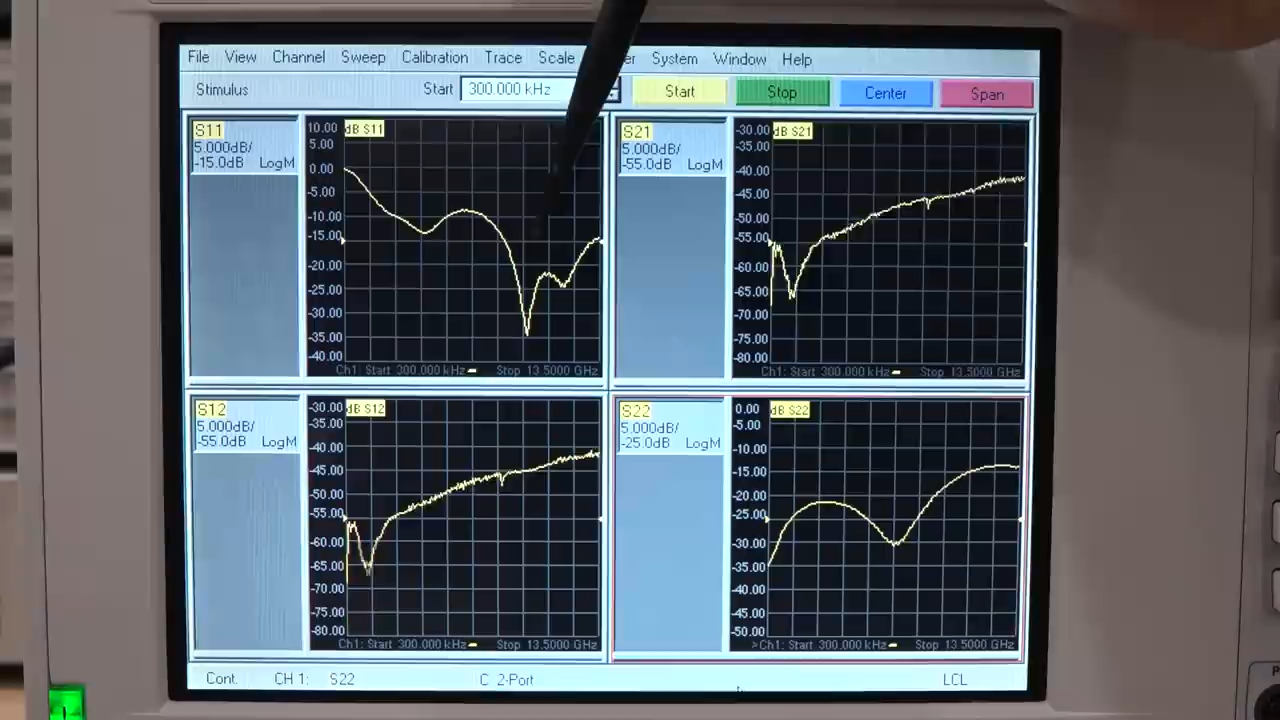 File View Channel Sweep Calibration Trace Scale System Window Help
Stimulus Start 300.000 kHz Start Stop Center Span
S11
5.000dB/
-15.0dB LogM
dB S11
10.00
5.00
0.00
-5.00
-10.00
-15.00
-20.00
-25.00
-30.00
-35.00
-40.00
Ch1: Start 300.000 kHz Stop 13.5000 GHz
S21
5.000dB/
-55.0dB LogM
dB S21
-30.00
-35.00
-40.00
-45.00
-50.00
-55.00
-60.00
-65.00
-70.00
-75.00
-80.00
Ch1: Start 300.000 kHz Stop 13.5000 GHz
S12
5.000dB/
-55.0dB LogM
dB S12
-30.00
-35.00
-40.00
-45.00
-50.00
-55.00
-60.00
-65.00
-70.00
-75.00
-80.00
Ch1: Start 300.000 kHz Stop 13.5000 GHz
S22
5.000dB/
-25.0dB LogM
dB S22
0.00
-5.00
-10.00
-15.00
-20.00
-25.00
-30.00
-35.00
-40.00
-45.00
-50.00
>Ch1: Start 300.000 kHz Stop 13.5000 GHz
Cont. CH 1: S22 C 2-Port LCL